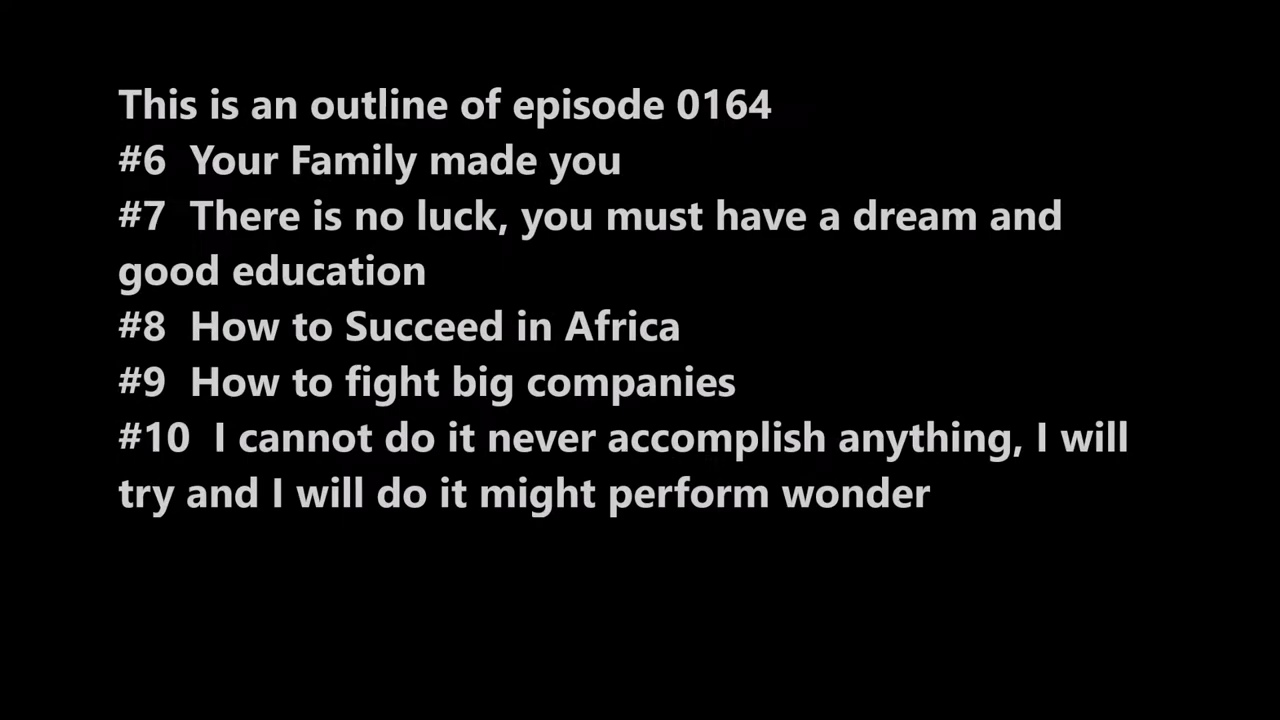 This is an outline of episode 0164
#6  Your Family made you
#7  There is no luck, you must have a dream and
good education
#8  How to Succeed in Africa
#9  How to fight big companies
#10  I cannot do it never accomplish anything, I will
try and I will do it might perform wonder